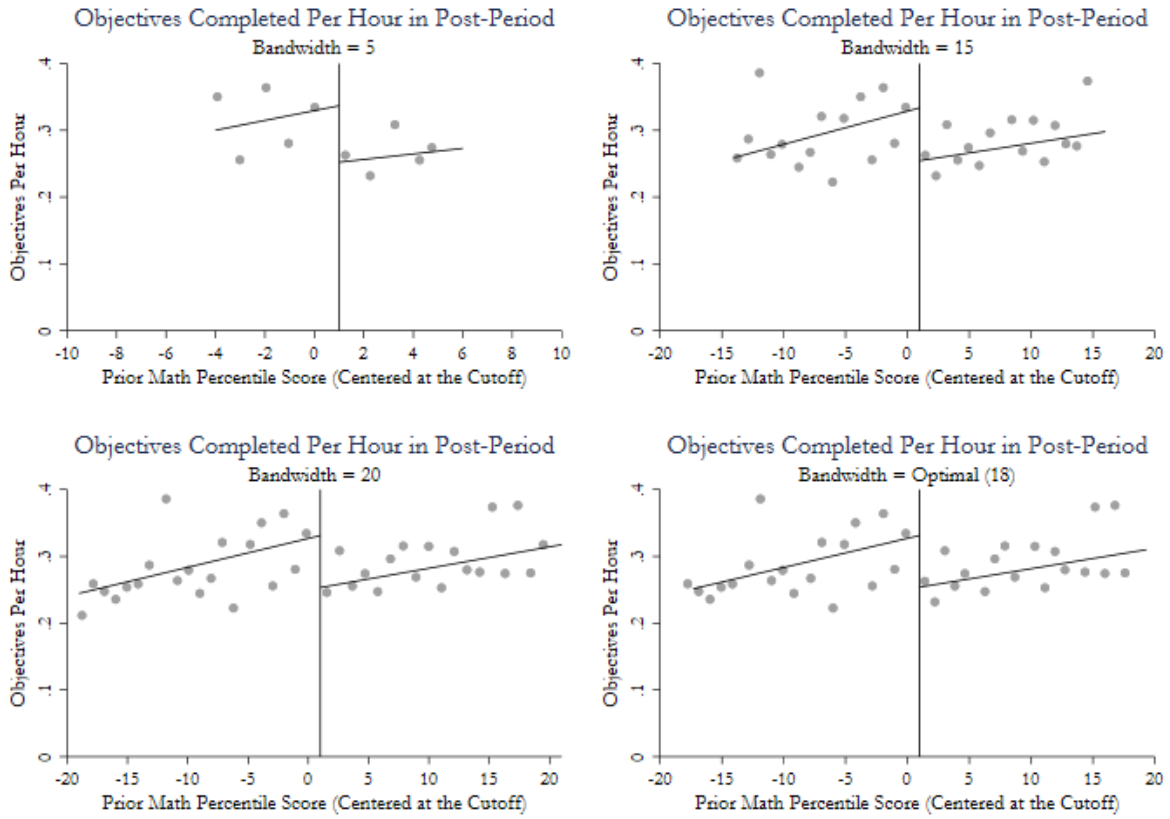 Objectives Completed Per Hour in Post-Period
Bandwidth = 5
.4
.3
.2
.1
0
Objectives Per Hour
-10 -8 -6 -4 -2 0 2 4 6 8 10
Prior Math Percentile Score (Centered at the Cutoff)
Objectives Completed Per Hour in Post-Period
Bandwidth = 15
.4
.3
.2
.1
0
Objectives Per Hour
-20 -15 -10 -5 0 5 10 15 20
Prior Math Percentile Score (Centered at the Cutoff)
Objectives Completed Per Hour in Post-Period
Bandwidth = 20
.4
.3
.2
.1
0
Objectives Per Hour
-20 -15 -10 -5 0 5 10 15 20
Prior Math Percentile Score (Centered at the Cutoff)
Objectives Completed Per Hour in Post-Period
Bandwidth = Optimal (18)
.4
.3
.2
.1
0
Objectives Per Hour
-20 -15 -10 -5 0 5 10 15 20
Prior Math Percentile Score (Centered at the Cutoff)